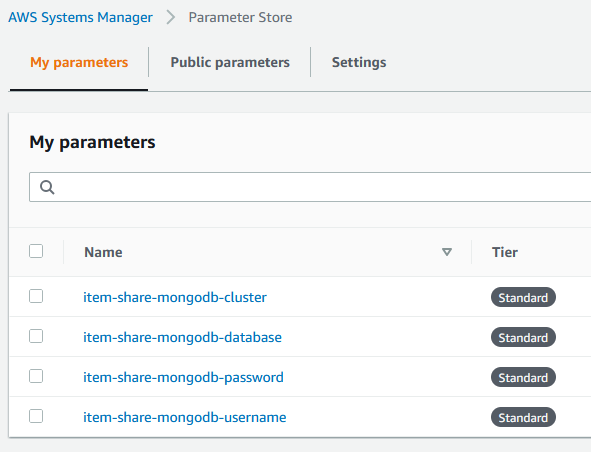 AWS Systems Manager > Parameter Store
My parameters Public parameters Settings
My parameters
Name Tier
item-share-mongodb-cluster Standard
item-share-mongodb-database Standard
item-share-mongodb-password Standard
item-share-mongodb-username Standard